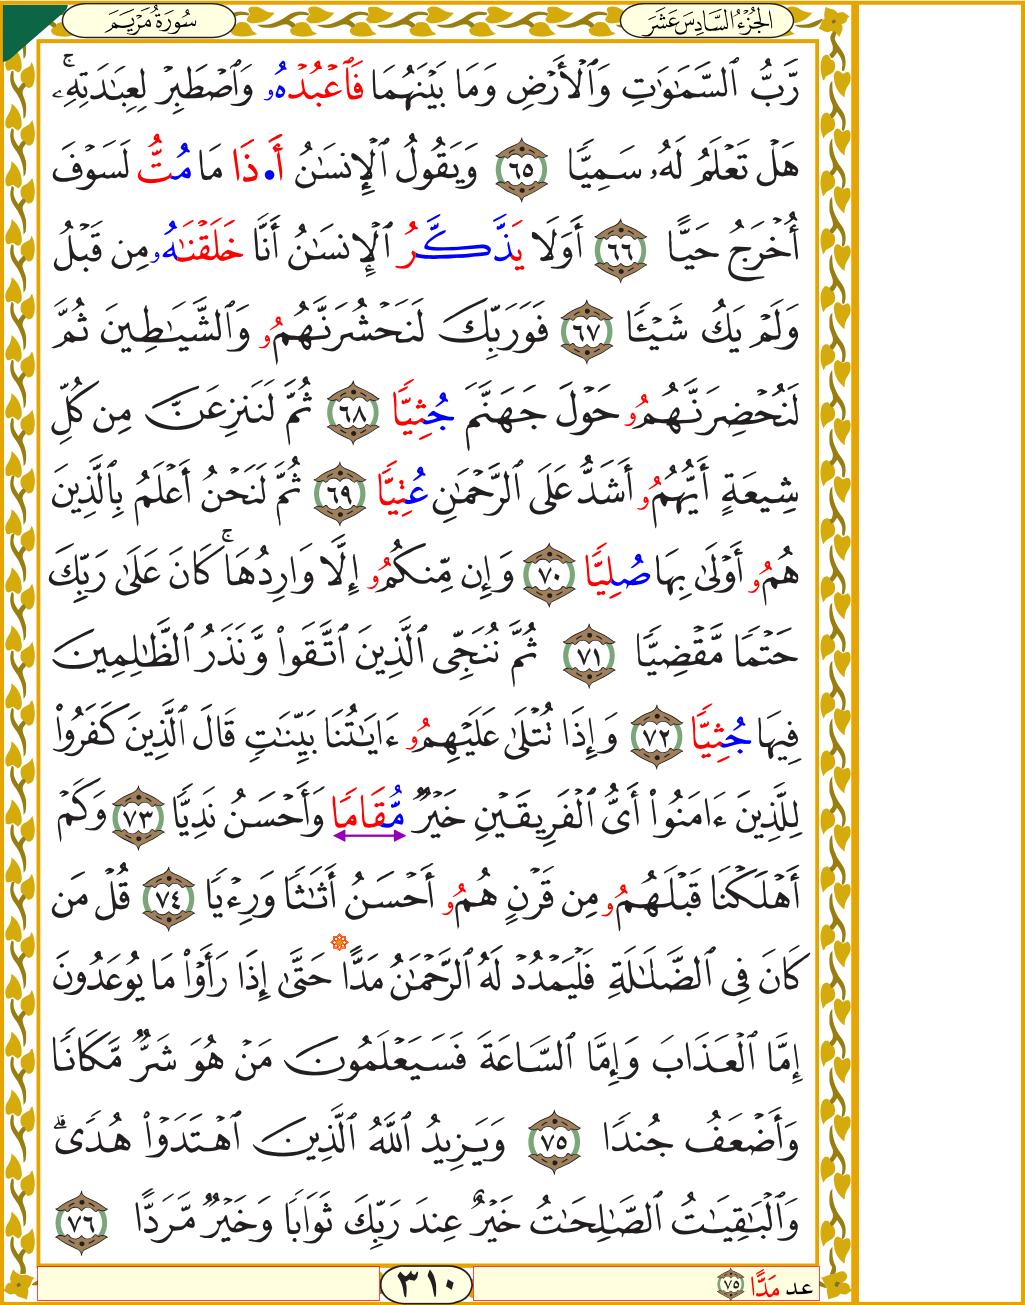 الجُزْءُ السَّادِسَ عَشَرَ
سُورَةُ مَرْيَمَ
رَّبُّ ٱلسَّمَٰوَٰتِ وَٱلْأَرْضِ وَمَا بَيْنَهُمَا فَٱعْبُدْهُۥ وَٱصْطَبِرْ لِعِبَٰدَتِهِۦۚ
هَلْ تَعْلَمُ لَهُۥ سَمِيًّا ٦٥ وَيَقُولُ ٱلْإِنسَٰنُ أَ•ذَا مَا مُتُّ لَسَوْفَ
أُخْرَجُ حَيًّا ٦٦ أَوَلَا يَذَّكَّرُ ٱلْإِنسَٰنُ أَنَّا خَلَقْنَٰهُۥ مِن قَبْلُ
وَلَمْ يَكُ شَيْـًٔا ٦٧ فَوَرَبِّكَ لَنَحْشُرَنَّهُمُۥ وَٱلشَّيَٰطِينَ ثُمَّ
لَنُحْضِرَنَّهُمُۥ حَوْلَ جَهَنَّمَ جُثِيًّا ٦٨ ثُمَّ لَنَنزِعَنَّ مِن كُلِّ
شِيعَةٍ أَيُّهُمُۥ أَشَدُّ عَلَى ٱلرَّحْمَٰنِ عُتِيًّا ٦٩ ثُمَّ لَنَحْنُ أَعْلَمُ بِٱلَّذِينَ
هُمُۥ أَوْلَىٰ بِهَا صُلِيًّا ٧٠ وَإِن مِّنكُمُۥ إِلَّا وَارِدُهَاۚ كَانَ عَلَىٰ رَبِّكَ
حَتْمًا مَّقْضِيًّا ٧١ ثُمَّ نُنَجِّى ٱلَّذِينَ ٱتَّقَوا۟ وَّنَذَرُ ٱلظَّٰلِمِينَ
فِيهَا جُثِيًّا ٧٢ وَإِذَا تُتْلَىٰ عَلَيْهِمُۥ ءَايَٰتُنَا بَيِّنَٰتٍ قَالَ ٱلَّذِينَ كَفَرُوا۟
لِلَّذِينَ ءَامَنُوا۟ أَىُّ ٱلْفَرِيقَيْنِ خَيْرٌ مُّقَامًا وَأَحْسَنُ نَدِيًّا ٧٣ وَكَمْ
أَهْلَكْنَا قَبْلَهُمُۥ مِن قَرْنٍ هُمُۥ أَحْسَنُ أَثَٰثًا وَرِءْيًا ٧٤ قُلْ مَن
كَانَ فِى ٱلضَّلَٰلَةِ فَلْيَمْدُدْ لَهُ ٱلرَّحْمَٰنُ مَدًّا حَتَّىٰ إِذَا رَأَوْا۟ مَا يُوعَدُونَ
إِمَّا ٱلْعَذَابَ وَإِمَّا ٱلسَّاعَةَ فَسَيَعْلَمُونَ مَنْ هُوَ شَرٌّ مَّكَانًا
وَأَضْعَفُ جُندًا ٧٥ وَيَزِيدُ ٱللَّهُ ٱلَّذِينَ ٱهْتَدَوْا۟ هُدًىۗ
وَٱلْبَٰقِيَٰتُ ٱلصَّٰلِحَٰتُ خَيْرٌ عِندَ رَبِّكَ ثَوَابًا وَخَيْرٌ مَّرَدًّا ٧٦
عد مَدًّا ٧٥
٣١٠